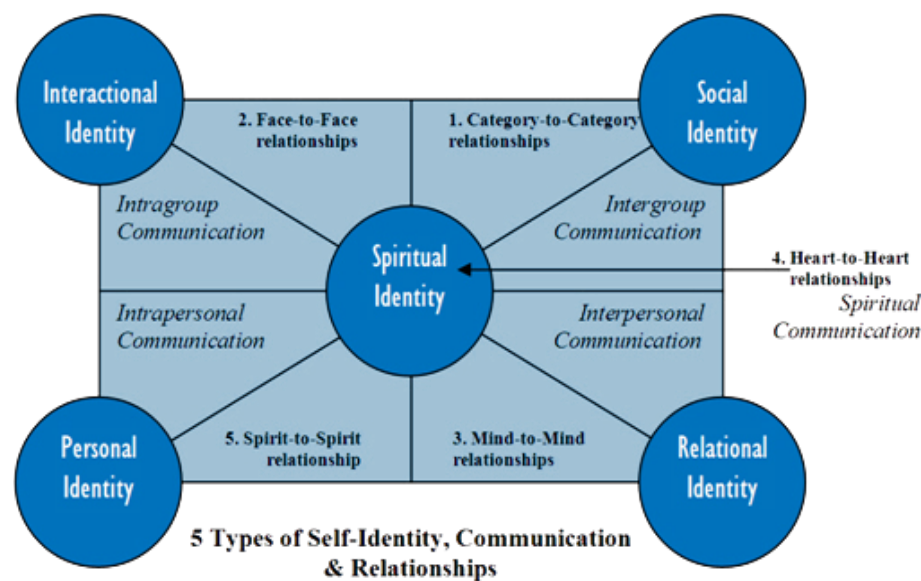 Interactional
Identity
Social
Identity
2. Face-to-Face
relationships
1. Category-to-Category
relationships
Intragroup
Communication
Intergroup
Communication
Spiritual
Identity
4. Heart-to-Heart
relationships
Spiritual
Communication
Intrapersonal
Communication
Interpersonal
Communication
Personal
Identity
5. Spirit-to-Spirit
relationship
3. Mind-to-Mind
relationships
Relational
Identity
5 Types of Self-Identity, Communication
& Relationships